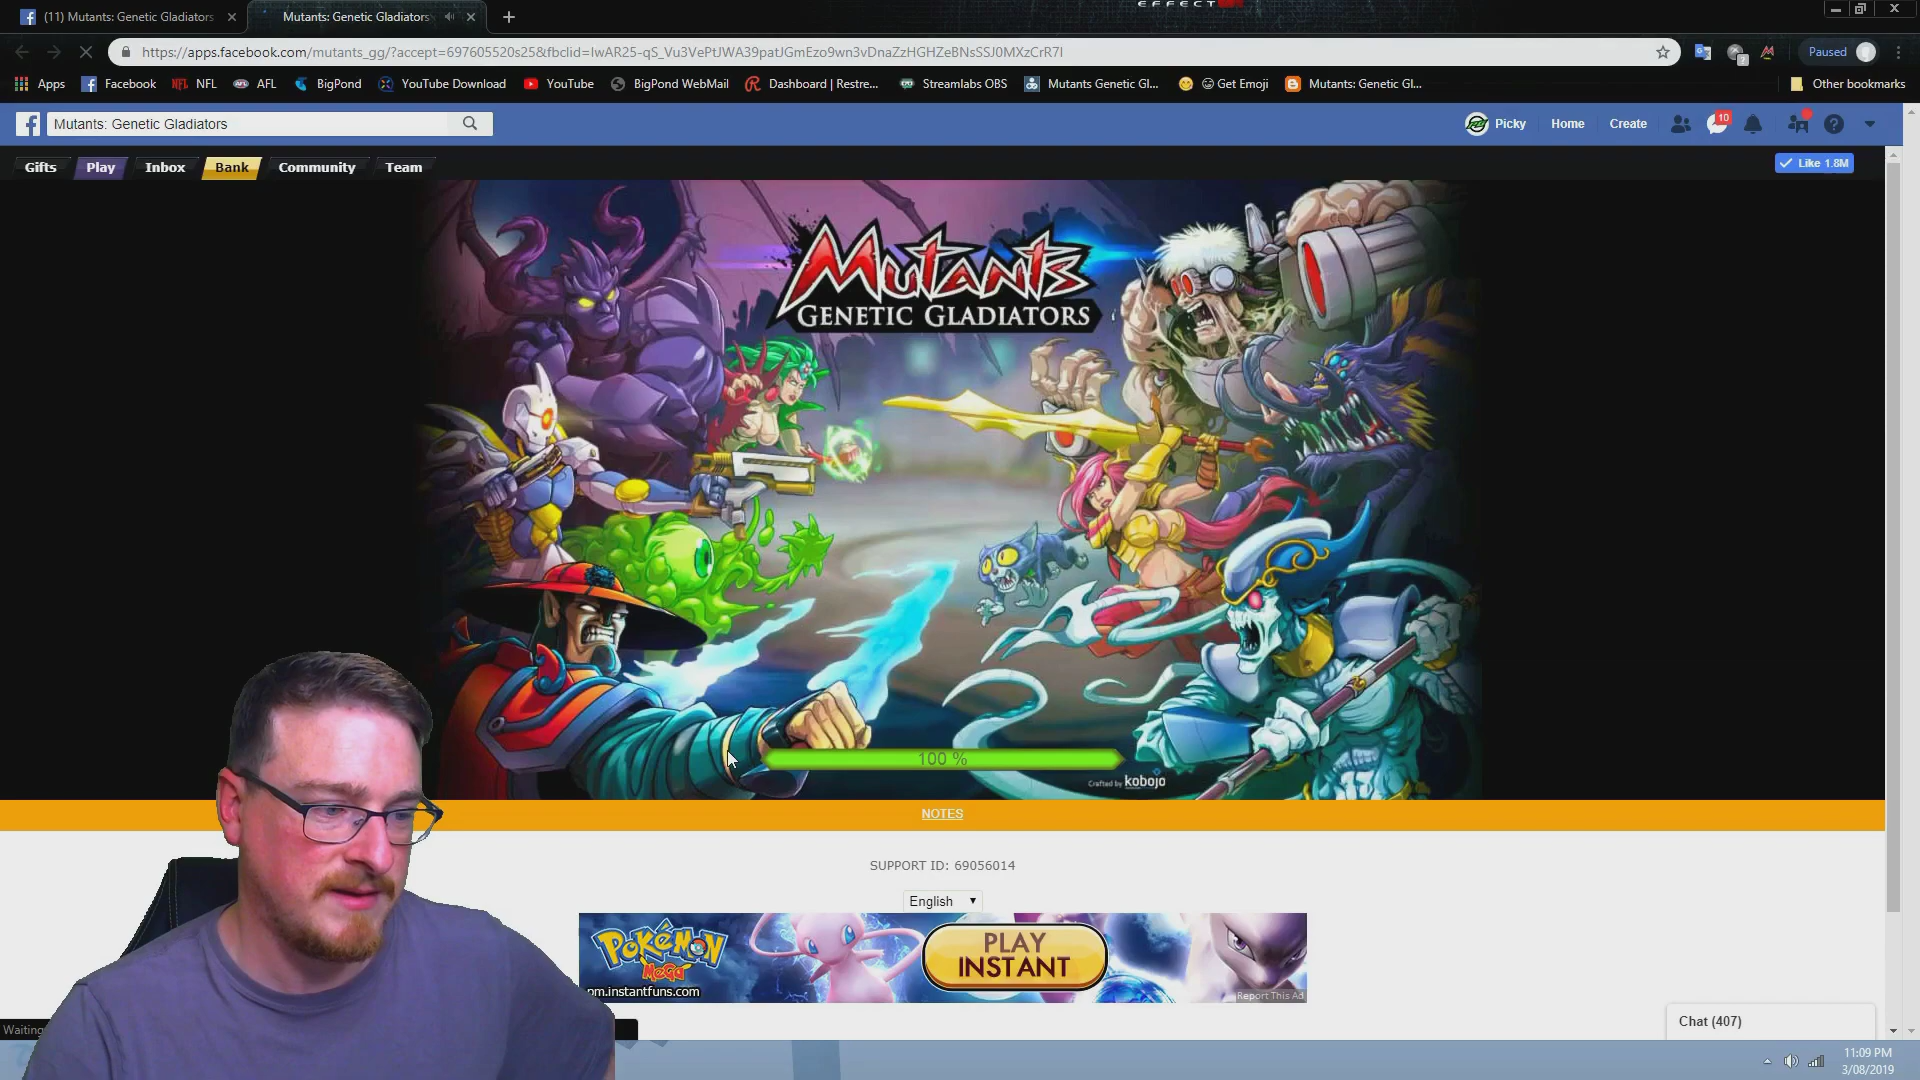 EFFECT
(11) Mutants: Genetic Gladiators
Mutants: Genetic Gladiators
https://apps.facebook.com/mutants_gg/?accept=697605520s25&fbclid=IwAR25-qS_Vu3VePtJWA39patJGmEzo9wn3vDnaZzHGHZeBNsSSJ0MXzCrR7I
Paused
Apps Facebook NFL NFL AFL BigPond YouTube Download YouTube BigPond WebMail Dashboard | Restre... Streamlabs OBS Mutants Genetic Gl... Get Emoji Mutants: Genetic Gl... Other bookmarks
Mutants: Genetic Gladiators
Picky Home Create 10
Gifts Play Inbox Bank Community Team
Like 1.8M
MUTANTS
GENETIC GLADIATORS
100 %
Crafted by kobojo
NOTES
SUPPORT ID: 69056014
English
POKÉMON
MEGA
pm.instantfuns.com
PLAY
INSTANT
Report This Ad
Chat (407)
Waiting
11:09 PM
3/08/2019